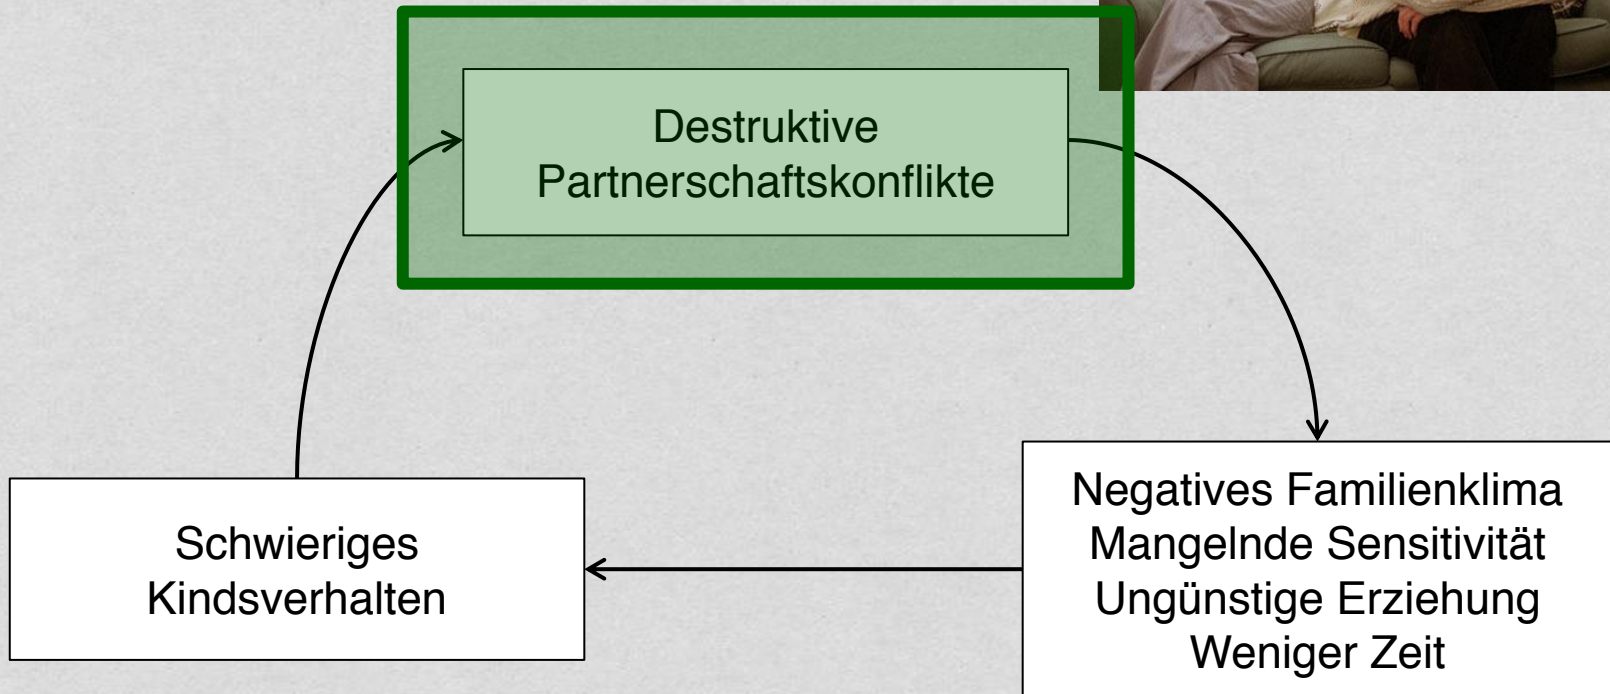 Destruktive
Partnerschaftskonflikte
Schwieriges
Kindsverhalten
Negatives Familienklima
Mangelnde Sensitivität
Ungünstige Erziehung
Weniger Zeit